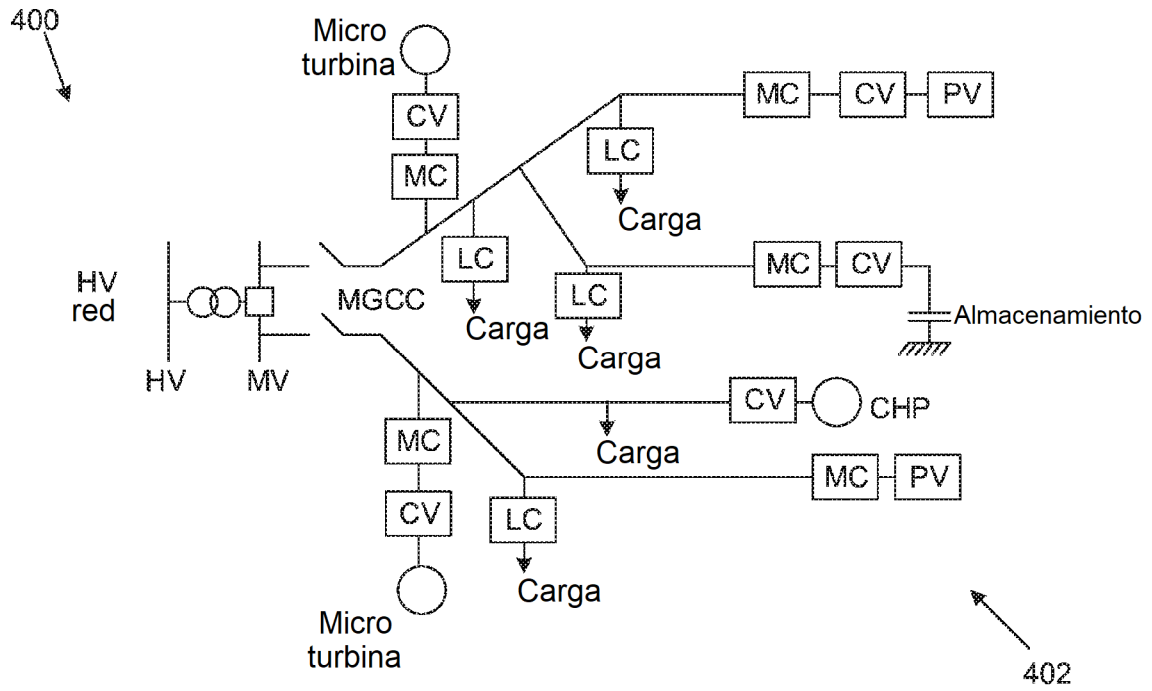 400
Micro
turbina
CV
MC
MC
CV
PV
LC
Carga
HV
red
MGCC
LC
Carga
LC
Carga
MC
CV
Almacenamiento
HV
MV
MC
CV
Micro
turbina
Carga
CV
CHP
LC
Carga
MC
PV
402